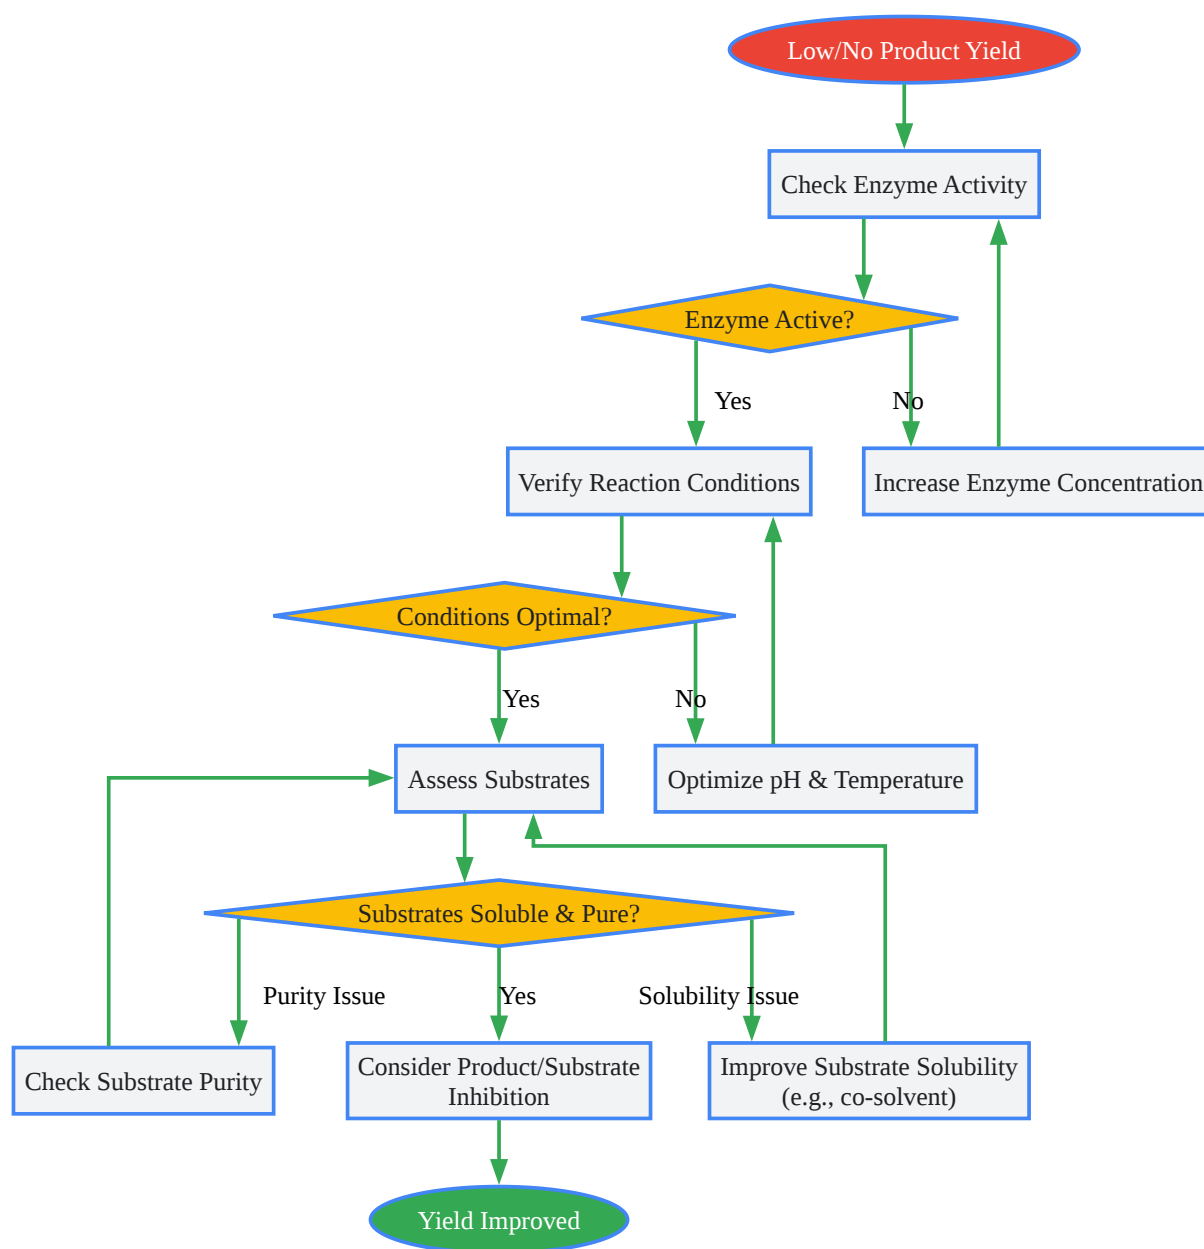 Low/No Product Yield
Check Enzyme Activity
Enzyme Active?
Yes
No
Verify Reaction Conditions
Increase Enzyme Concentration
Conditions Optimal?
Yes
No
Assess Substrates
Optimize pH & Temperature
Substrates Soluble & Pure?
Purity Issue
Yes
Solubility Issue
Check Substrate Purity
Consider Product/Substrate
Inhibition
Improve Substrate Solubility
(e.g., co-solvent)
Yield Improved